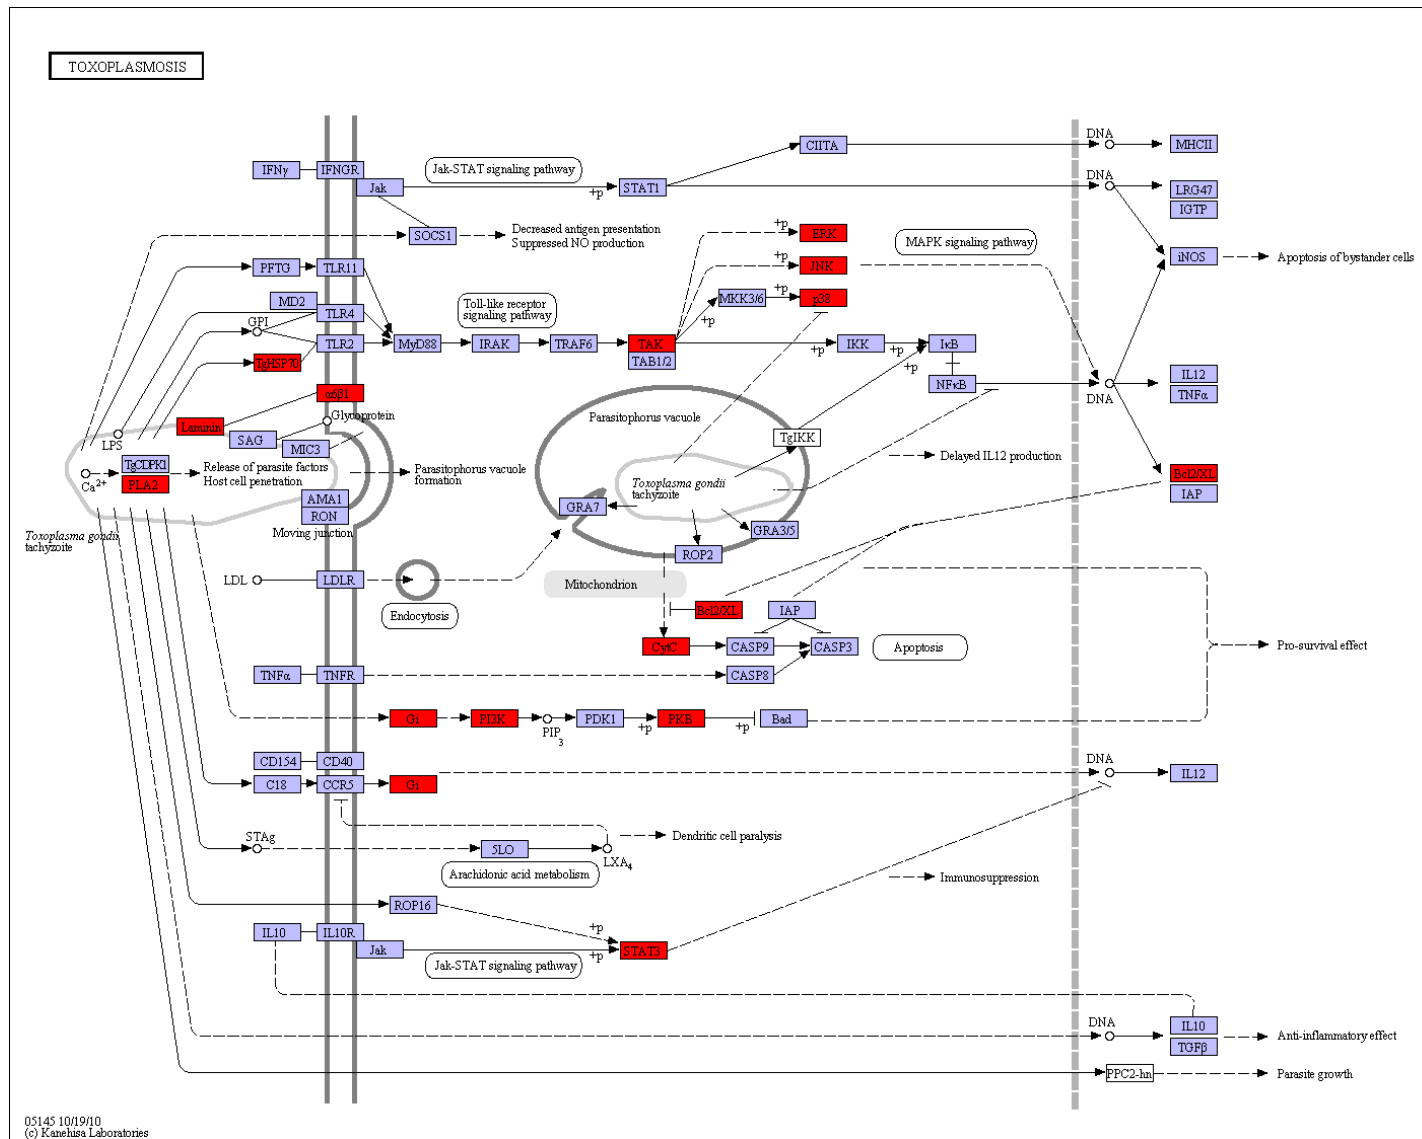 TOXOPLASMOSIS
DNA
CIITA
MHCII
IFNγ
IFNGR
Jak-STAT signaling pathway
Jak
+p
STAT1
DNA
LRG47
IGTP
SOCS1
Decreased antigen presentation
Suppressed NO production
+p
ERK
MAPK signaling pathway
PFTG
TLR11
+p
JNK
iNOS
Apoptosis of bystander cells
MD2
TLR4
Toll-like receptor
signaling pathway
MKK3/6
+p
p38
GPI
+p
TLR2
MyD88
IRAK
TRAF6
TAK
TAB1/2
+p
IKK
+p
IκB
+p
TgHSP70
NFκB
DNA
IL12
TNFα
α6β1
Laminin
Glycoprotein
SAG
MIC3
LPS
Parasitophorus vacuole
TgIKK
Ca2+
TgCDPK1
PLA2
Release of parasite factors
Host cell penetration
Parasitophorus vacuole
formation
Delayed IL12 production
Toxoplasma gondii
tachyzoite
Bcl2/XL
IAP
AMA1
RON
Moving junction
GRA7
GRA3/5
ROP2
Toxoplasma gondii
tachyzoite
LDL
LDLR
Endocytosis
Mitochondrion
Bcl2/XL
IAP
CytC
CASP9
CASP3
Apoptosis
Pro-survival effect
TNFα
TNFR
CASP8
Gi
PI3K
PIP3
PDK1
+p
PKB
+p
Bad
CD154
CD40
C18
CCR5
Gi
DNA
IL12
STAg
5LO
LXA4
Dendritic cell paralysis
Arachidonic acid metabolism
Immunosuppression
ROP16
+p
IL10
IL10R
Jak
+p
STAT3
Jak-STAT signaling pathway
DNA
IL10
TGFβ
Anti-inflammatory effect
PPC2-hn
Parasite growth
05145 10/19/10
(c) Kanehisa Laboratories